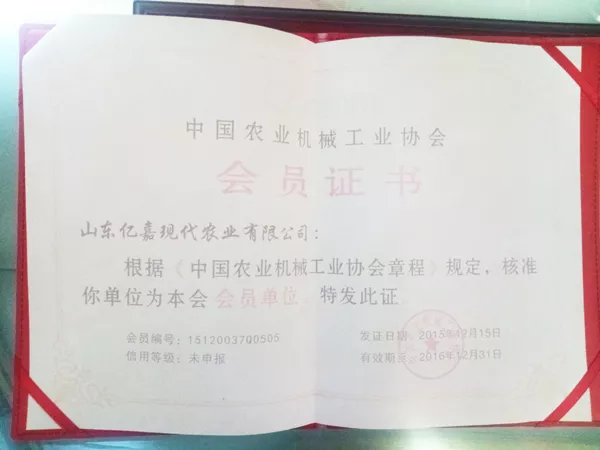 中国农业机械工业协会
会员证书
山东亿嘉现代农业有限公司：
根据《中国农业机械工业协会章程》规定，核准
你单位为本会 会员单位，特发此证
会员编号：1512003700505
信用等级：未申报
发证日期：2015年12月15日
有效期至：2016年12月31日